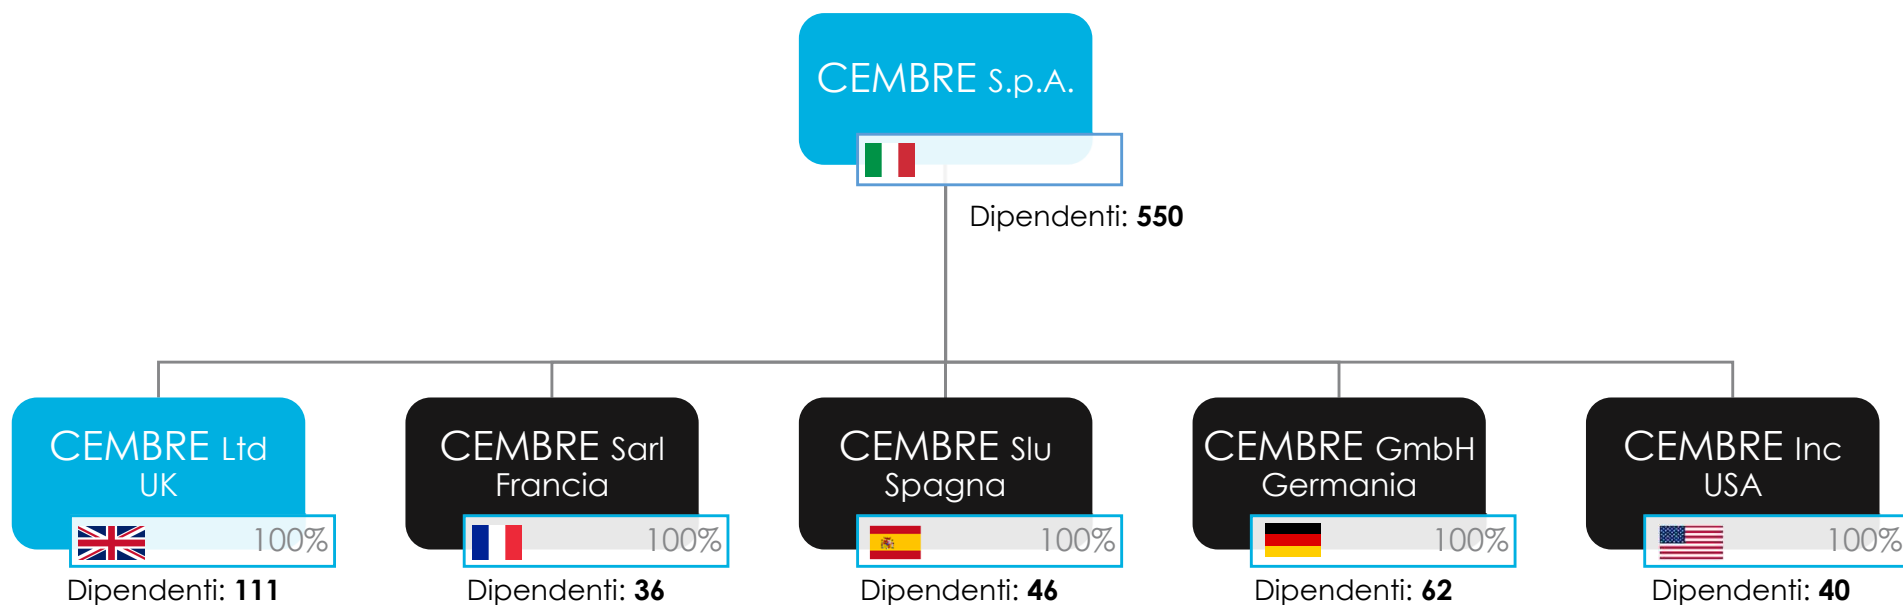 CEMBRE S.p.A.
Dipendenti: 550
CEMBRE Ltd
UK
100%
Dipendenti: 111
CEMBRE Sarl
Francia
100%
Dipendenti: 36
CEMBRE Slu
Spagna
100%
Dipendenti: 46
CEMBRE GmbH
Germania
100%
Dipendenti: 62
CEMBRE Inc
USA
100%
Dipendenti: 40